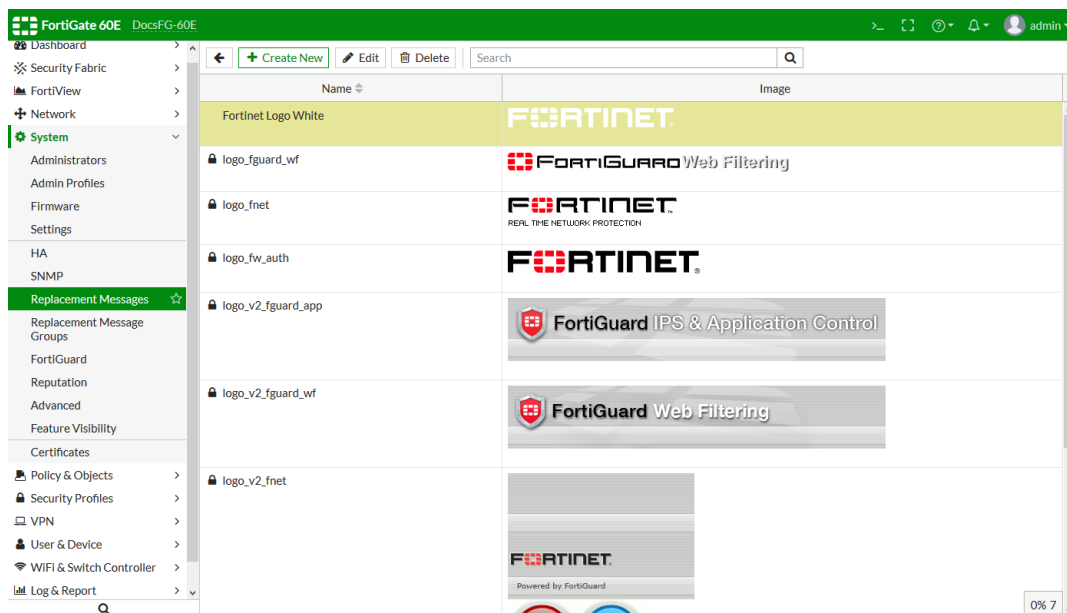 FortiGate 60E DocsFG-60E
>_
admin
Dashboard
Security Fabric
FortiView
Network
System
Administrators
Admin Profiles
Firmware
Settings
HA
SNMP
Replacement Messages
Replacement Message
Groups
FortiGuard
Reputation
Advanced
Feature Visibility
Certificates
Policy & Objects
Security Profiles
VPN
User & Device
WiFi & Switch Controller
Log & Report
+ Create New Edit Delete Search
Name Image
Fortinet Logo White FORTINET®
logo_fguard_wf FORTIGUARD Web Filtering
logo_fnet FORTINET™
REAL TIME NETWORK PROTECTION
logo_fw_auth FORTINET®
logo_v2_fguard_app FortiGuard IPS & Application Control
logo_v2_fguard_wf FortiGuard Web Filtering
logo_v2_fnet
FORTINET
Powered by FortiGuard
0% 7